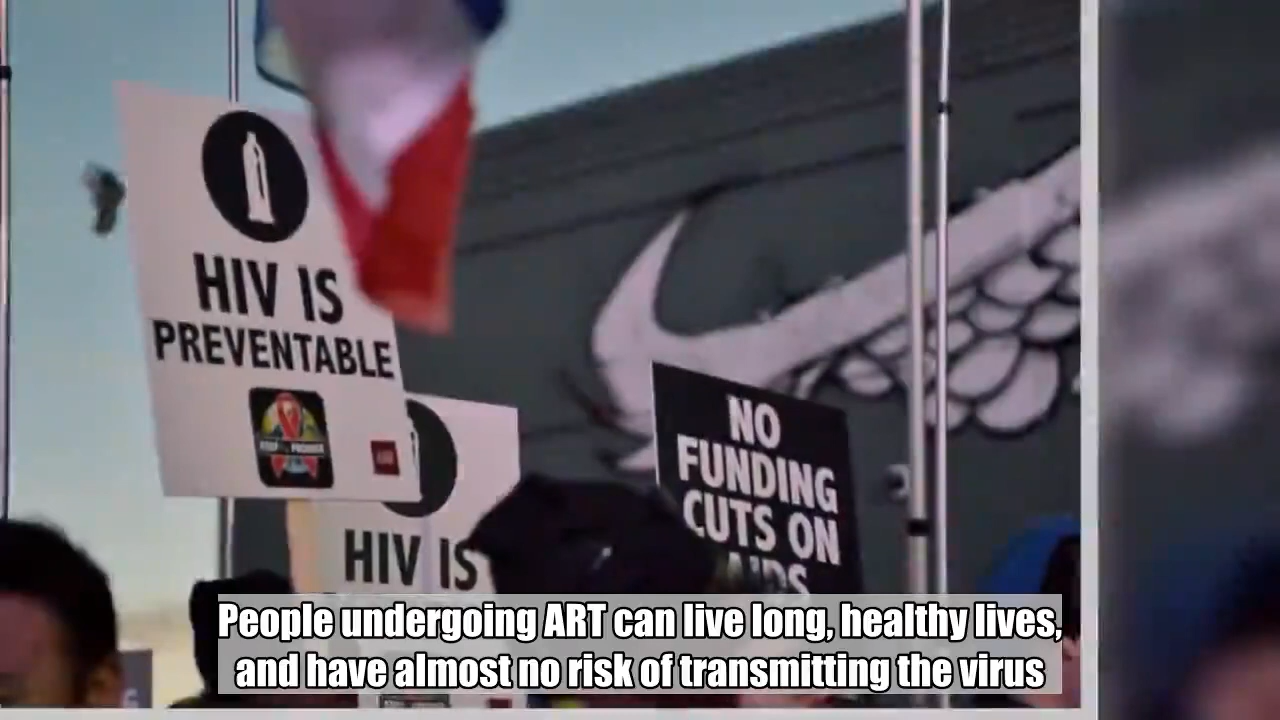 HIV IS
PREVENTABLE
HIV IS
NO
FUNDING
CUTS ON
AIDS
People undergoing ART can live long, healthy lives,
and have almost no risk of transmitting the virus